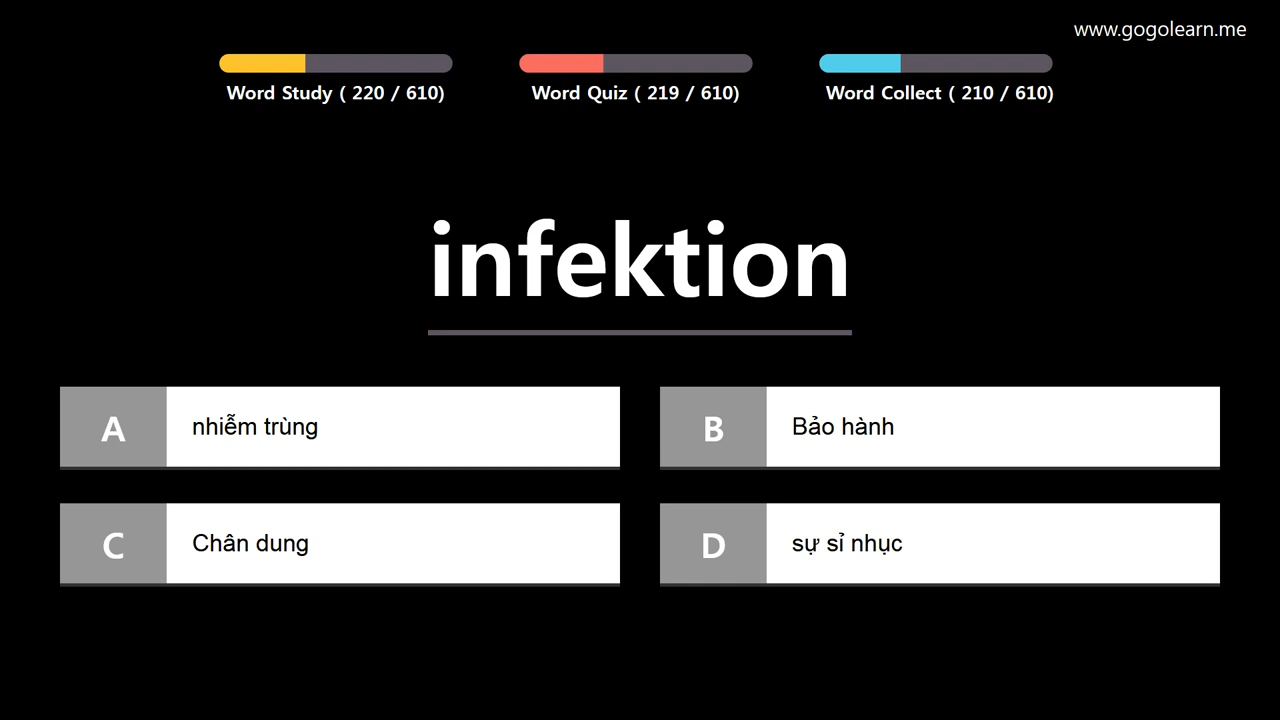 www.gogolearn.me
Word Study ( 220 / 610)
Word Quiz ( 219 / 610)
Word Collect ( 210 / 610)
infektion
A nhiễm trùng
B Bảo hành
C Chân dung
D sự sỉ nhục